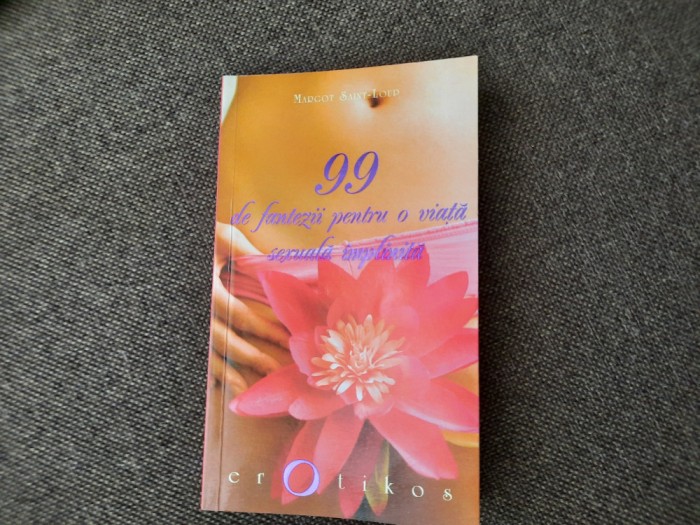 Margot Saint-Loup
99
de fantezii pentru o viață
sexuală împlinită
erOtikos